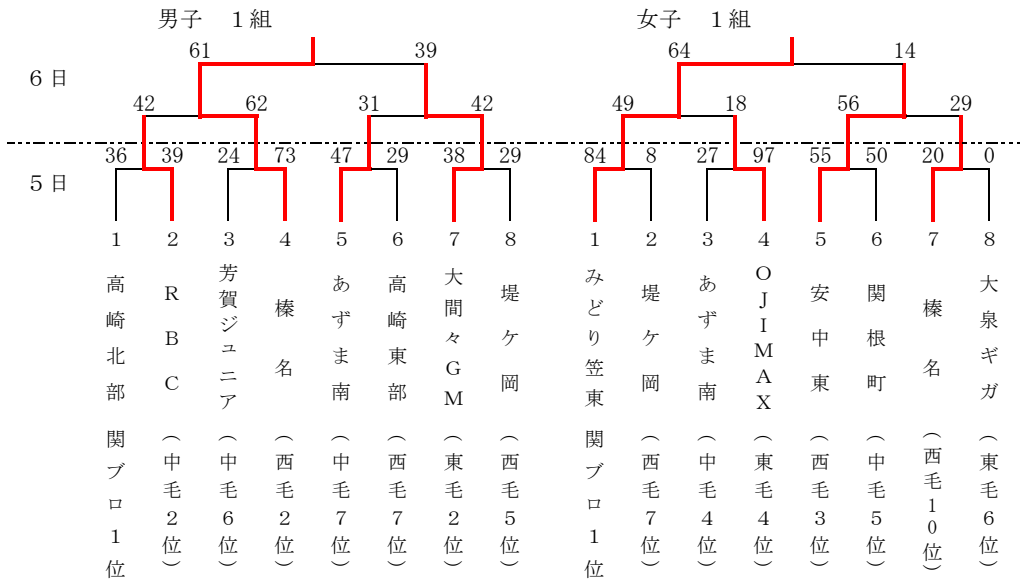 男子　1組
女子　1組
61 39 64 14
6日
42 62 31 42 49 18 56 29
36 39 24 73 47 29 38 29 84 8 27 97 55 50 20 0
5日
1 2 3 4 5 6 7 8 1 2 3 4 5 6 7 8
高崎北部
関ブロ1位
RBC
（中毛2位）
芳賀ジュニア
（中毛6位）
榛名
（西毛2位）
あずま南
（中毛7位）
高崎東部
（西毛7位）
大間々GM
（東毛2位）
堤ケ岡
（西毛5位）
みどり笠東
関ブロ1位
堤ケ岡
（西毛7位）
あずま南
（中毛4位）
OJIMAX
（東毛4位）
安中東
（西毛3位）
関根町
（中毛5位）
榛名
（西毛10位）
大泉ギガ
（東毛6位）